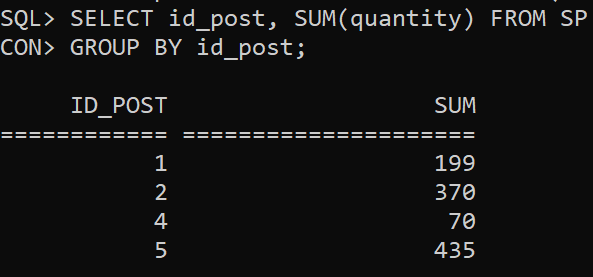 SQL> SELECT id_post, SUM(quantity) FROM SP
CON> GROUP BY id_post;
ID_POST SUM
============ =====================
1 199
2 370
4 70
5 435